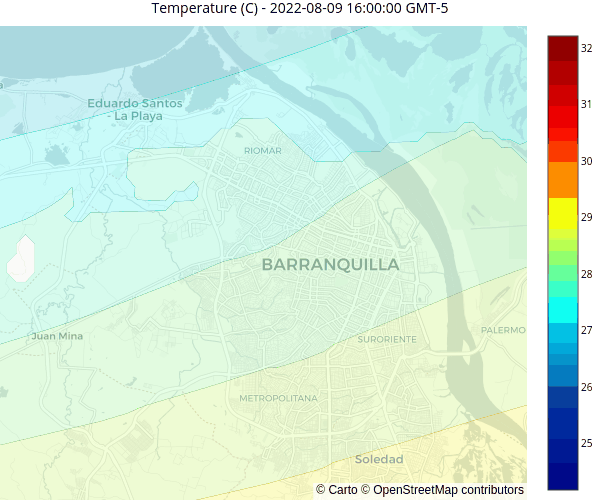 Temperature (C) - 2022-08-09 16:00:00 GMT-5
32
31
30
29
28
27
26
25
a
Eduardo Santos
- La Playa
RIOMAR
BARRANQUILLA
Juan Mina
SURORIENTE
PALERMO
METROPOLITANA
Soledad
© Carto © OpenStreetMap contributors